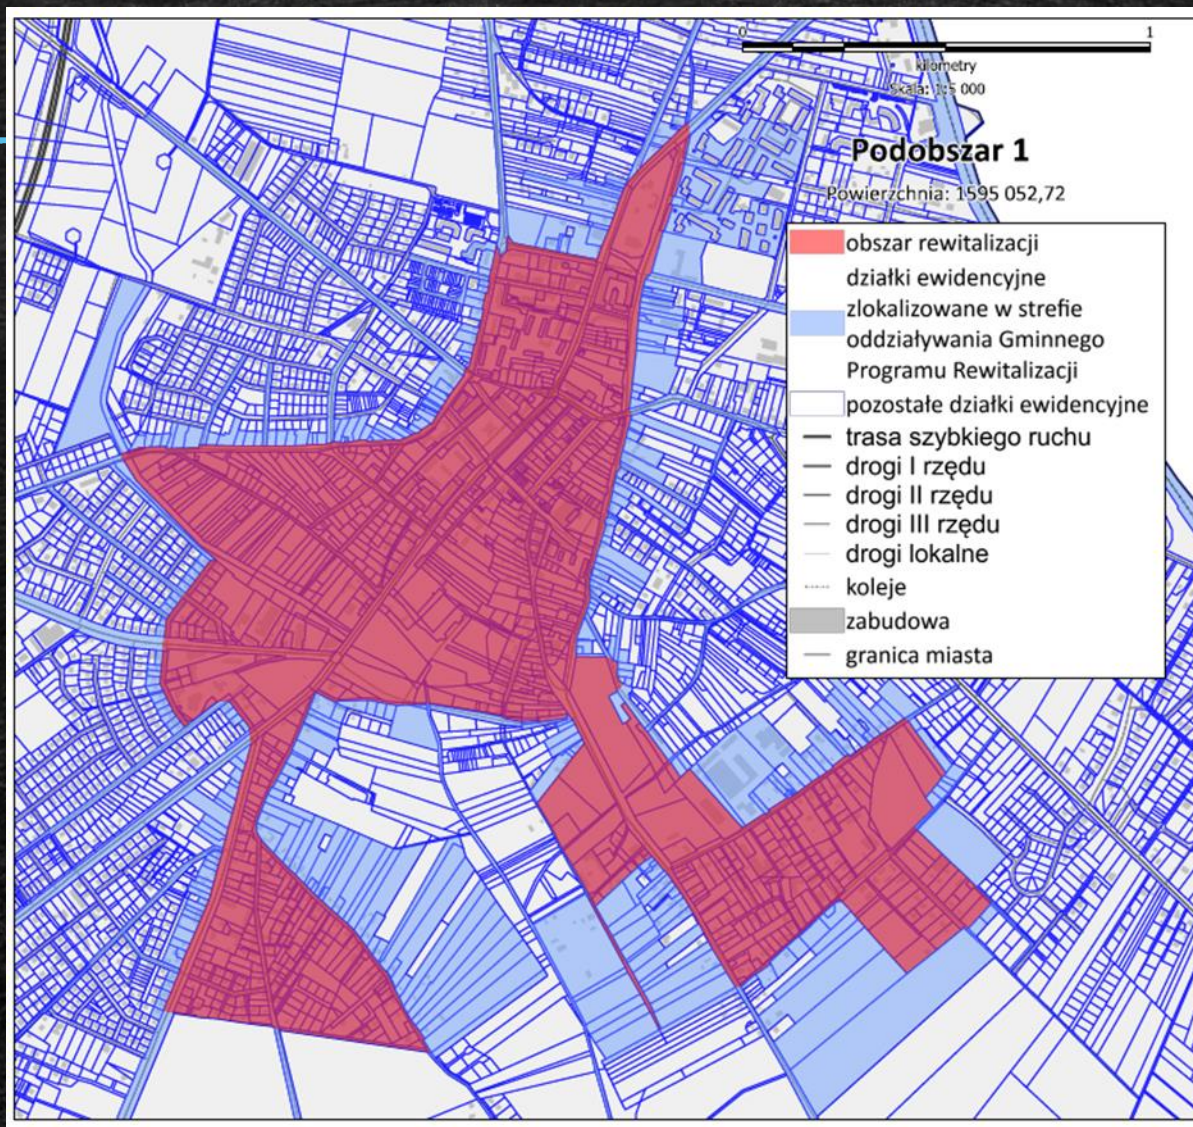 0 1
kilometry
Skala: 1:5 000
Podobszar 1
Powierzchnia: 1595 052,72
obszar rewitalizacji
działki ewidencyjne
zlokalizowane w strefie
oddziaływania Gminnego
Programu Rewitalizacji
pozostałe działki ewidencyjne
trasa szybkiego ruchu
drogi I rzędu
drogi II rzędu
drogi III rzędu
drogi lokalne
koleje
zabudowa
granica miasta